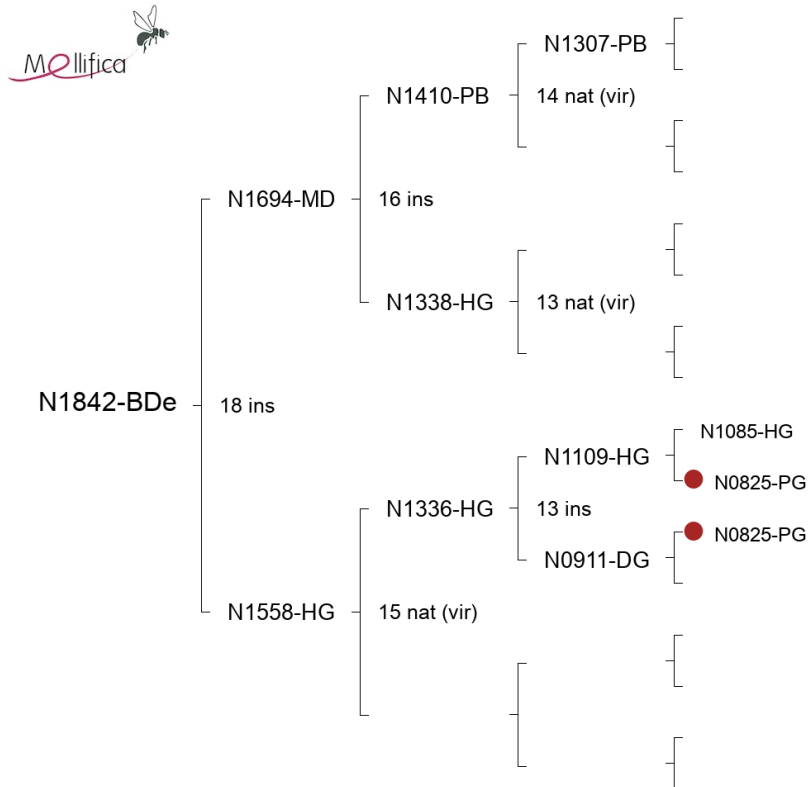 Mellifica
N1307-PB
N1410-PB
14 nat (vir)
N1694-MD
16 ins
N1338-HG
13 nat (vir)
N1842-BDe
18 ins
N1085-HG
N1109-HG
N0825-PG
N1336-HG
13 ins
N0825-PG
N0911-DG
N1558-HG
15 nat (vir)